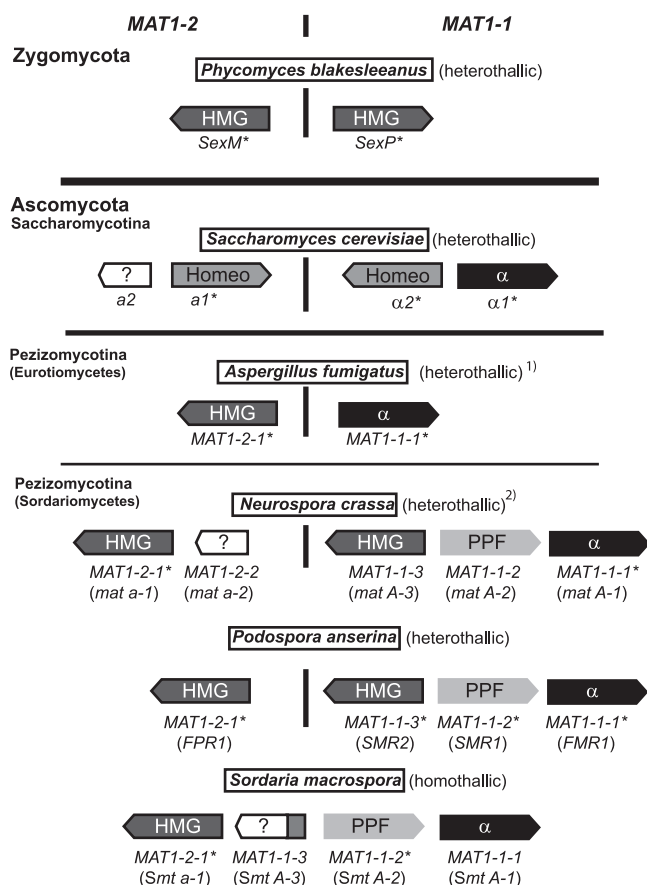 MAT1-2 MAT1-1
Zygomycota
Phycomyces blakesleeanus (heterothallic)
HMG HMG
SexM* SexP*
Ascomycota
Saccharomycotina
Saccharomyces cerevisiae (heterothallic)
? Homeo Homeo α
a2 a1* α2* α1*
Pezizomycotina
(Eurotiomycetes)
Aspergillus fumigatus (heterothallic) 1)
HMG α
MAT1-2-1* MAT1-1-1*
Pezizomycotina
(Sordariomycetes)
Neurospora crassa (heterothallic)2)
HMG ? HMG PPF α
MAT1-2-1* MAT1-2-2 MAT1-1-3 MAT1-1-2 MAT1-1-1*
(mat a-1) (mat a-2) (mat A-3) (mat A-2) (mat A-1)
Podospora anserina (heterothallic)
HMG HMG PPF α
MAT1-2-1* MAT1-1-3* MAT1-1-2* MAT1-1-1*
(FPR1) (SMR2) (SMR1) (FMR1)
Sordaria macrospora (homothallic)
HMG ? PPF α
MAT1-2-1* MAT1-1-3 MAT1-1-2* MAT1-1-1
(Smt a-1) (Smt A-3) (Smt A-2) (Smt A-1)